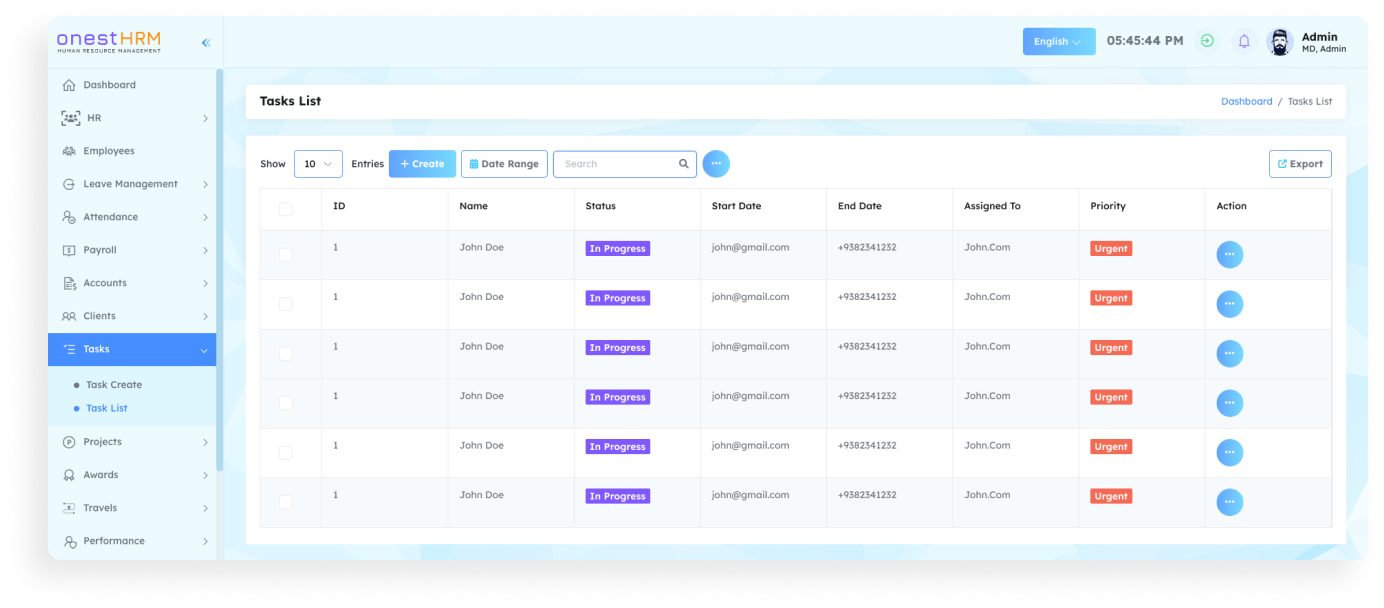 onestHRM
HUMAN RESOURCE MANAGEMENT
English
05:45:44 PM
Admin
MD, Admin
Dashboard
HR
Employees
Leave Management
Attendance
Payroll
Accounts
Clients
Tasks
Task Create
Task List
Projects
Awards
Travels
Performance
Tasks List
Dashboard / Tasks List
Show 10 Entries + Create Date Range Search Export
ID Name Status Start Date End Date Assigned To Priority Action
1 John Doe In Progress john@gmail.com +9382341232 John.Com Urgent
1 John Doe In Progress john@gmail.com +9382341232 John.Com Urgent
1 John Doe In Progress john@gmail.com +9382341232 John.Com Urgent
1 John Doe In Progress john@gmail.com +9382341232 John.Com Urgent
1 John Doe In Progress john@gmail.com +9382341232 John.Com Urgent
1 John Doe In Progress john@gmail.com +9382341232 John.Com Urgent